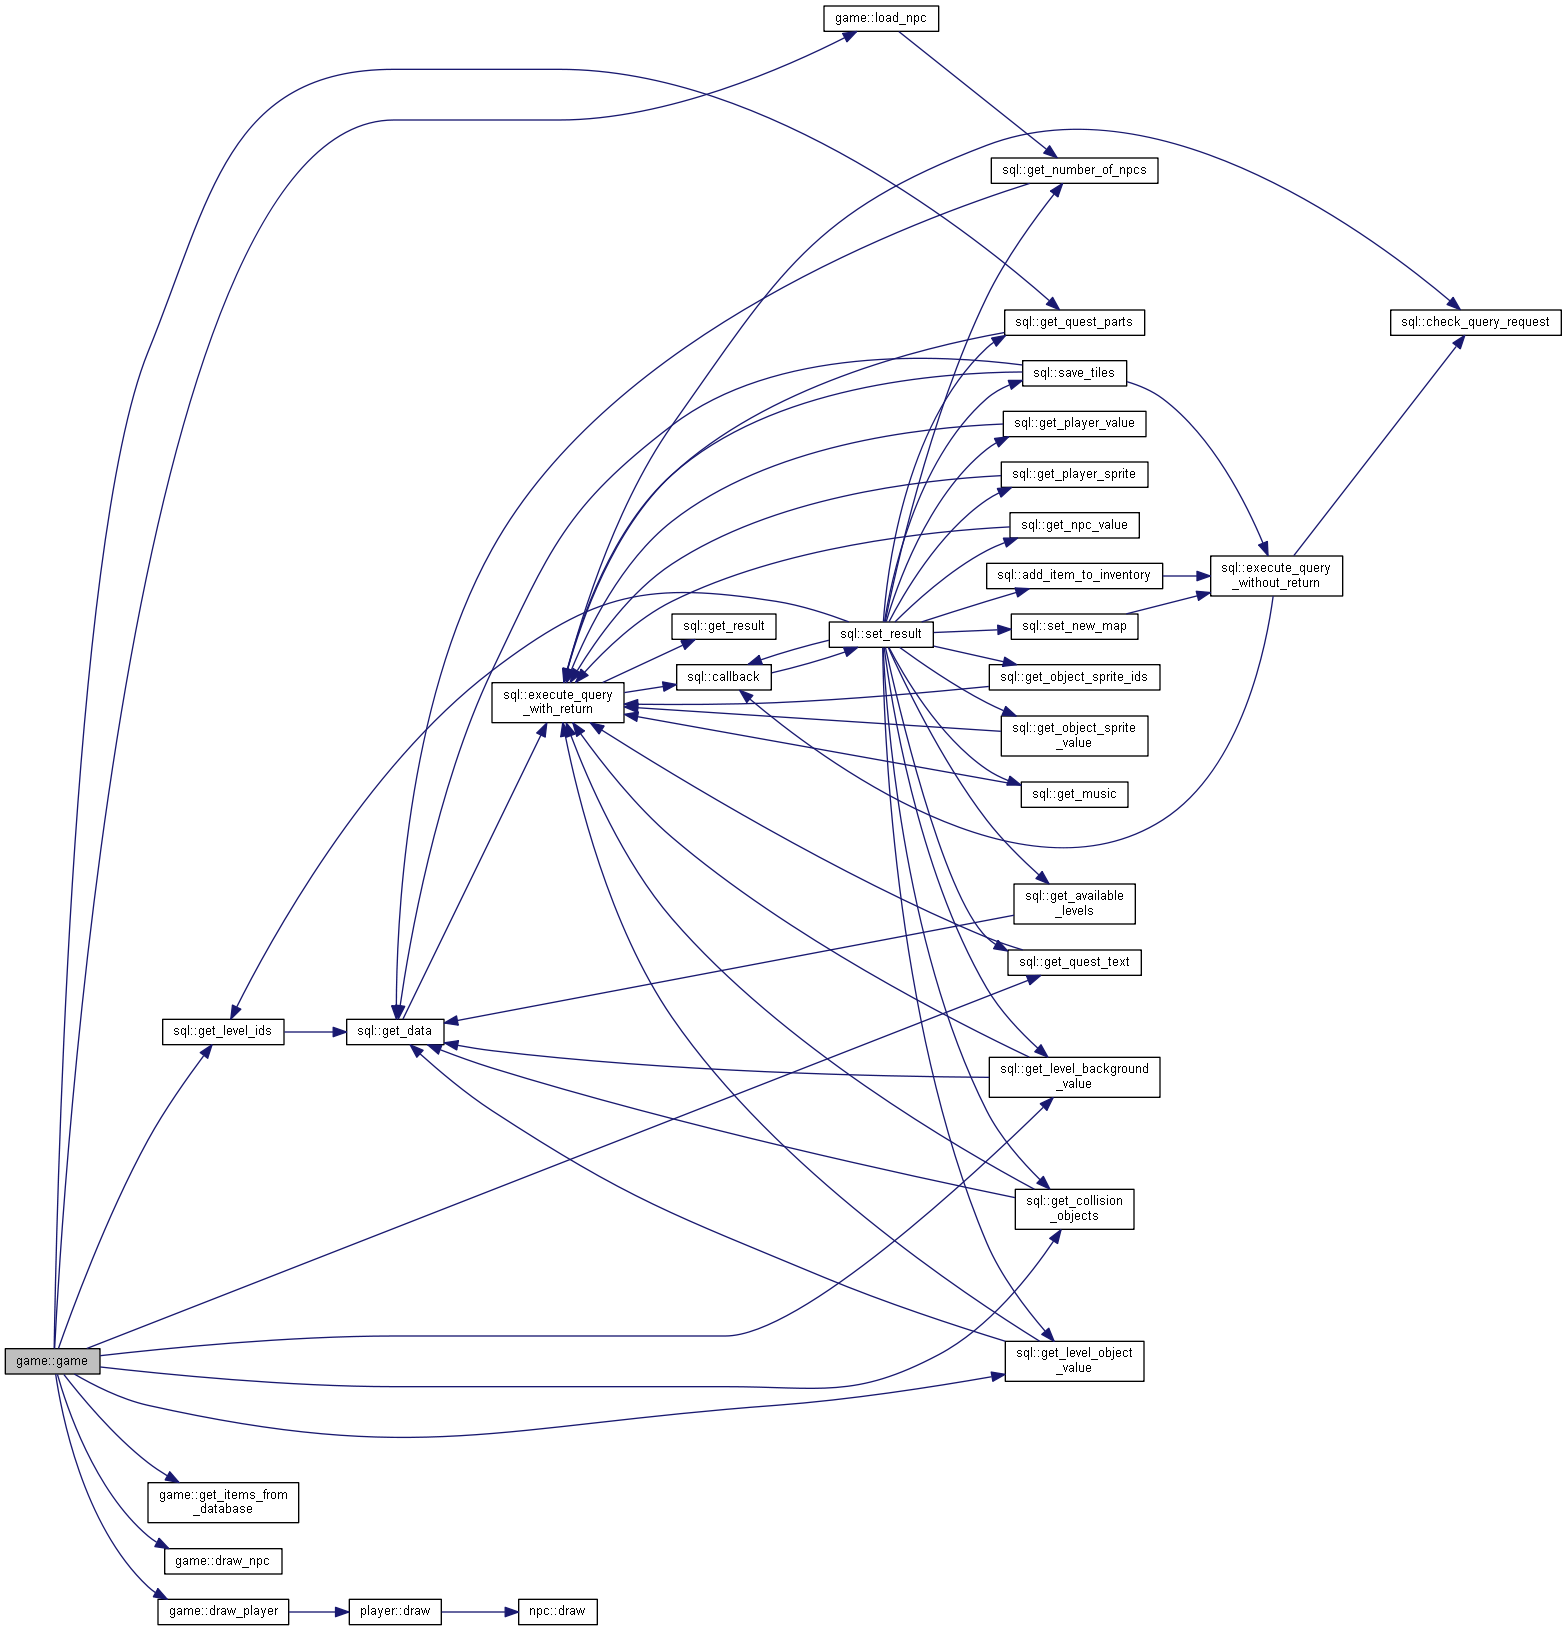 game::load_npc
sql::get_number_of_npcs
sql::get_quest_parts
sql::check_query_request
sql::save_tiles
sql::get_player_value
sql::get_player_sprite
sql::get_npc_value
sql::add_item_to_inventory
sql::execute_query
_without_return
sql::get_result
sql::set_result
sql::set_new_map
sql::callback
sql::get_object_sprite_ids
sql::execute_query
_with_return
sql::get_object_sprite
_value
sql::get_music
sql::get_available
_levels
sql::get_quest_text
sql::get_level_ids
sql::get_data
sql::get_level_background
_value
sql::get_collision
_objects
game::game
sql::get_level_object
_value
game::get_items_from
_database
game::draw_npc
game::draw_player
player::draw
npc::draw